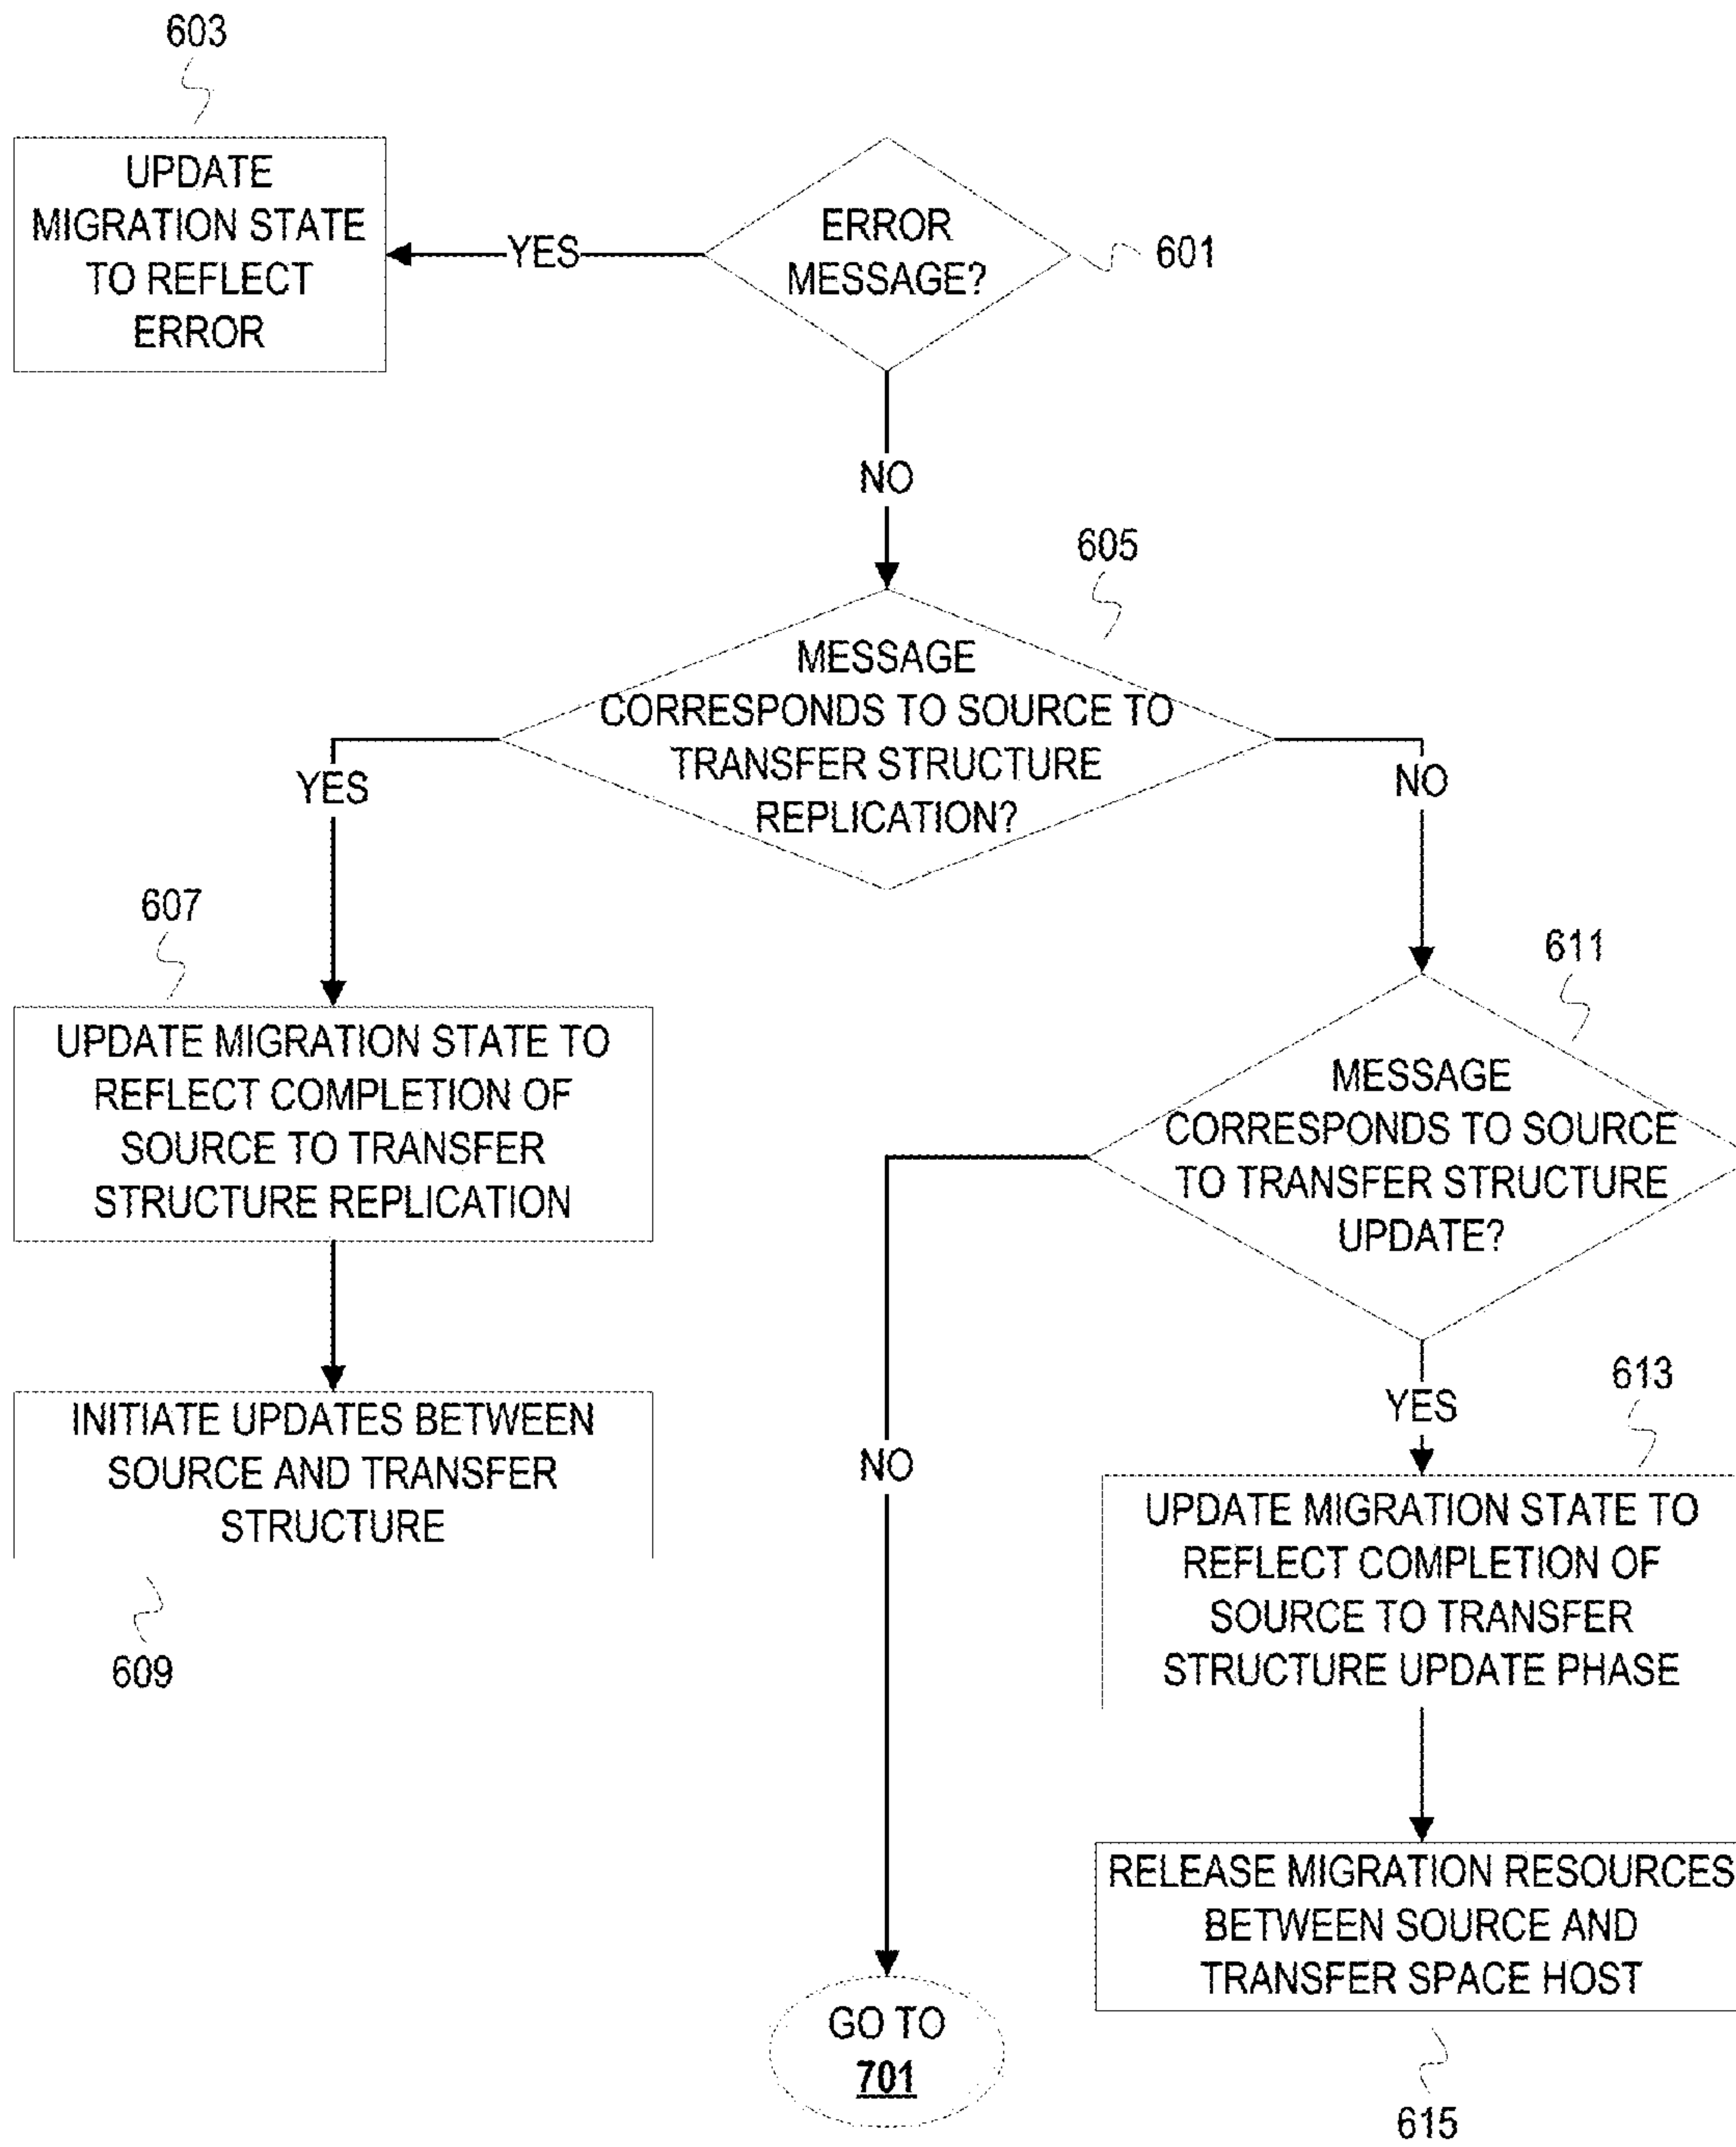 603
UPDATE
MIGRATION STATE
TO REFLECT
ERROR
YES
ERROR
MESSAGE?
601
NO
605
MESSAGE
CORRESPONDS TO SOURCE TO
TRANSFER STRUCTURE
REPLICATION?
YES
NO
607
UPDATE MIGRATION STATE TO
REFLECT COMPLETION OF
SOURCE TO TRANSFER
STRUCTURE REPLICATION
611
MESSAGE
CORRESPONDS TO SOURCE
TO TRANSFER STRUCTURE
UPDATE?
INITIATE UPDATES BETWEEN
SOURCE AND TRANSFER
STRUCTURE
609
NO
YES
613
UPDATE MIGRATION STATE TO
REFLECT COMPLETION OF
SOURCE TO TRANSFER
STRUCTURE UPDATE PHASE
RELEASE MIGRATION RESOURCES
BETWEEN SOURCE AND
TRANSFER SPACE HOST
615
GO TO
701